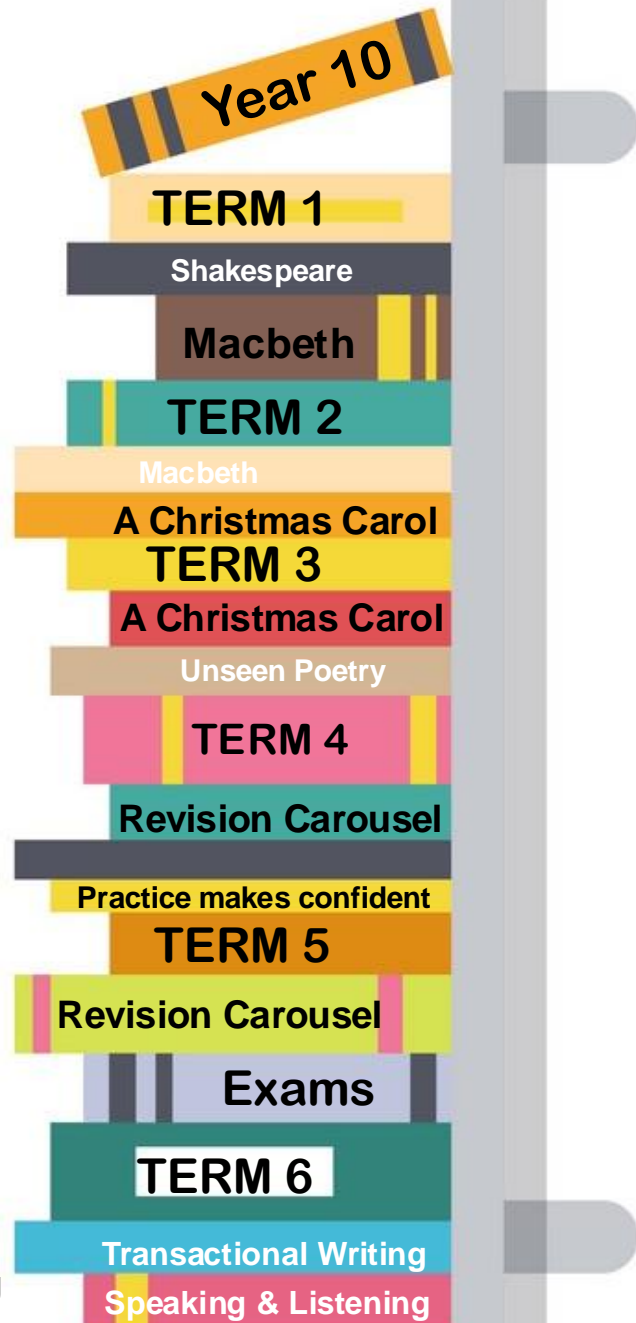 Year 10
TERM 1
Shakespeare
Macbeth
TERM 2
Macbeth
A Christmas Carol
TERM 3
A Christmas Carol
Unseen Poetry
TERM 4
Revision Carousel
Practice makes confident
TERM 5
Revision Carousel
Exams
TERM 6
Transactional Writing
Speaking & Listening